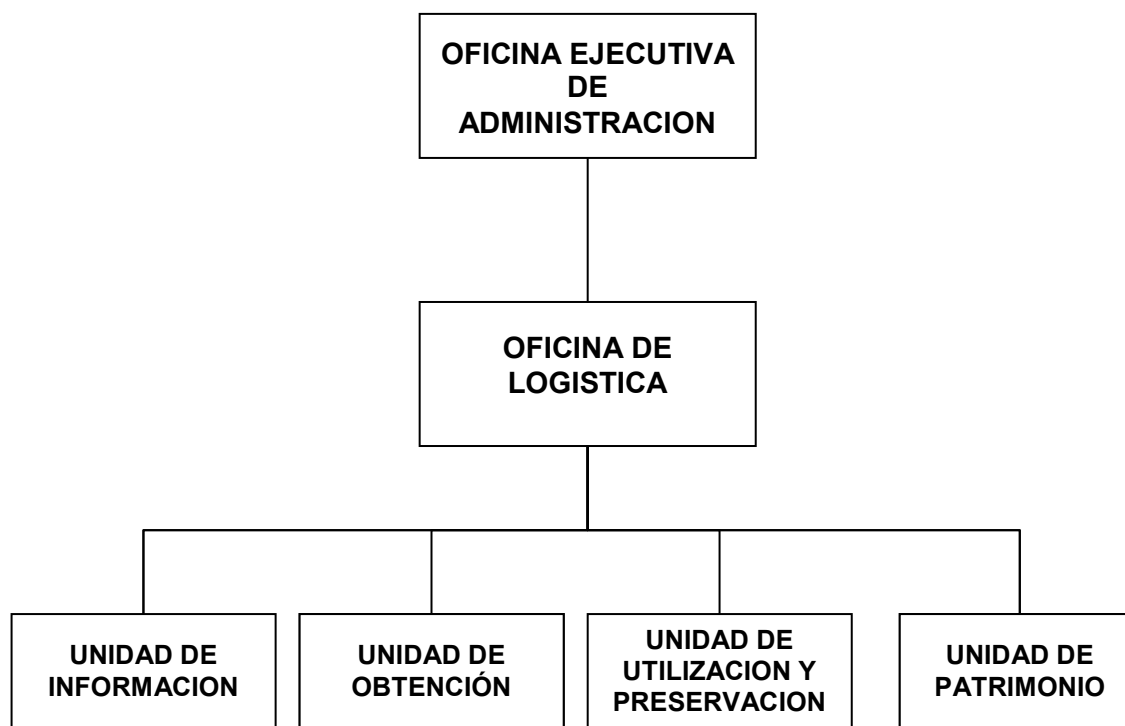 OFICINA EJECUTIVA
DE
ADMINISTRACION
OFICINA DE
LOGISTICA
UNIDAD DE
INFORMACION
UNIDAD DE
OBTENCIÓN
UNIDAD DE
UTILIZACION Y
PRESERVACION
UNIDAD DE
PATRIMONIO